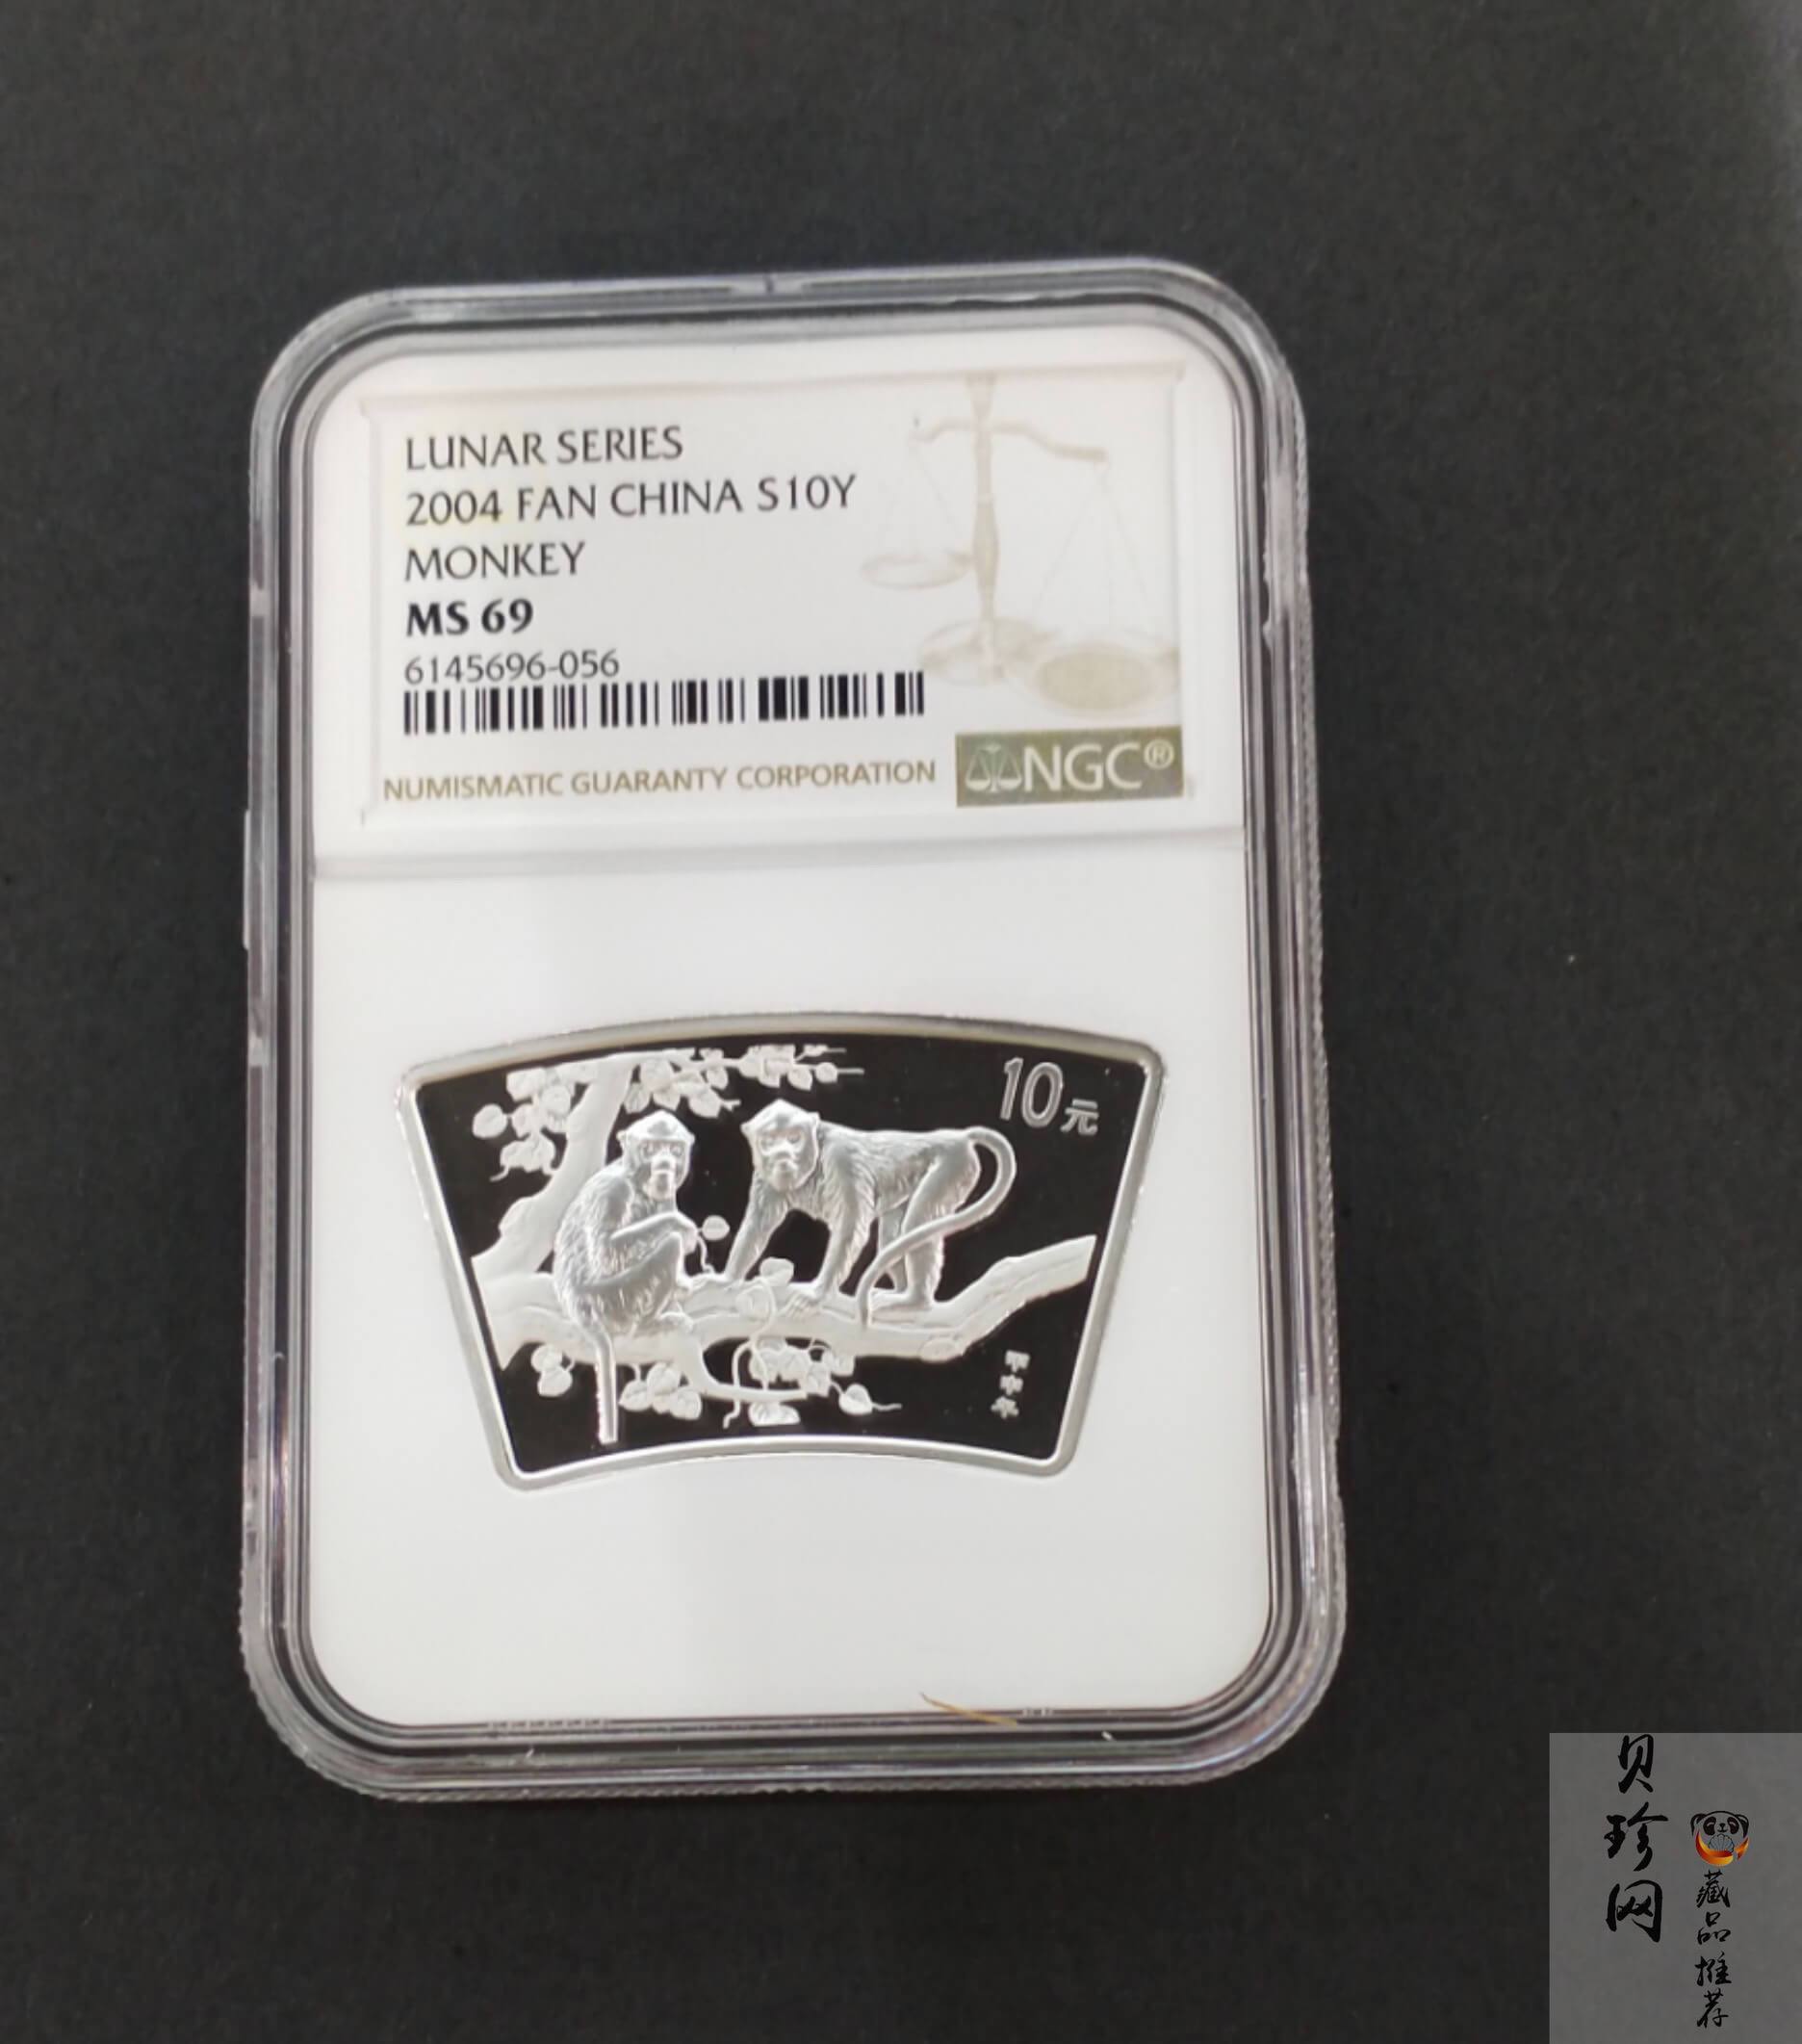 LUNAR SERIES
2004 FAN CHINA S10Y
MONKEY
MS 69
6145696-056
NUMISMATIC GUARANTY CORPORATION
NGC®
10元
甲申年
贝珍网
藏品推荐